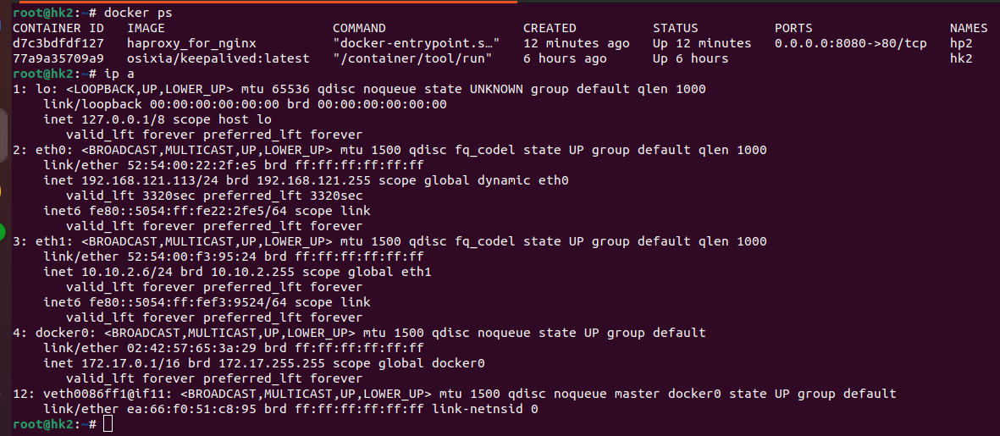 root@hk2:~# docker ps
CONTAINER ID   IMAGE                      COMMAND                  CREATED          STATUS          PORTS                  NAMES
d7c3bdfdf127   haproxy_for_nginx          "docker-entrypoint.s…"   12 minutes ago   Up 12 minutes   0.0.0.0:8080->80/tcp   hp2
77a9a35709a9   osixia/keepalived:latest   "/container/tool/run"    6 hours ago      Up 6 hours                             hk2
root@hk2:~# ip a
1: lo: <LOOPBACK,UP,LOWER_UP> mtu 65536 qdisc noqueue state UNKNOWN group default qlen 1000
    link/loopback 00:00:00:00:00:00 brd 00:00:00:00:00:00
    inet 127.0.0.1/8 scope host lo
       valid_lft forever preferred_lft forever
2: eth0: <BROADCAST,MULTICAST,UP,LOWER_UP> mtu 1500 qdisc fq_codel state UP group default qlen 1000
    link/ether 52:54:00:22:2f:e5 brd ff:ff:ff:ff:ff:ff
    inet 192.168.121.113/24 brd 192.168.121.255 scope global dynamic eth0
       valid_lft 3320sec preferred_lft 3320sec
    inet6 fe80::5054:ff:fe22:2fe5/64 scope link
       valid_lft forever preferred_lft forever
3: eth1: <BROADCAST,MULTICAST,UP,LOWER_UP> mtu 1500 qdisc fq_codel state UP group default qlen 1000
    link/ether 52:54:00:f3:95:24 brd ff:ff:ff:ff:ff:ff
    inet 10.10.2.6/24 brd 10.10.2.255 scope global eth1
       valid_lft forever preferred_lft forever
    inet6 fe80::5054:ff:fef3:9524/64 scope link
       valid_lft forever preferred_lft forever
4: docker0: <BROADCAST,MULTICAST,UP,LOWER_UP> mtu 1500 qdisc noqueue state UP group default
    link/ether 02:42:57:65:3a:29 brd ff:ff:ff:ff:ff:ff
    inet 172.17.0.1/16 brd 172.17.255.255 scope global docker0
       valid_lft forever preferred_lft forever
12: veth0086ff1@if11: <BROADCAST,MULTICAST,UP,LOWER_UP> mtu 1500 qdisc noqueue master docker0 state UP group default
    link/ether ea:66:f0:51:c8:95 brd ff:ff:ff:ff:ff:ff link-netnsid 0
root@hk2:~#